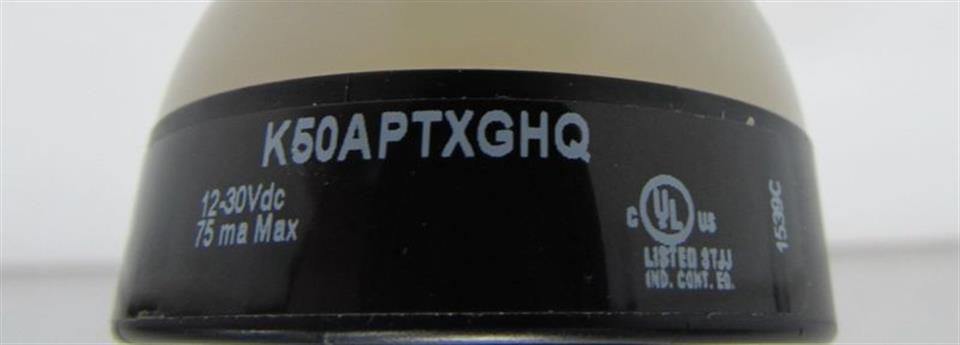 K50APTXGHQ
12-30Vdc
75 ma Max
C UL US
LISTED 3TJJ
IND. CONT. EQ.
1539C